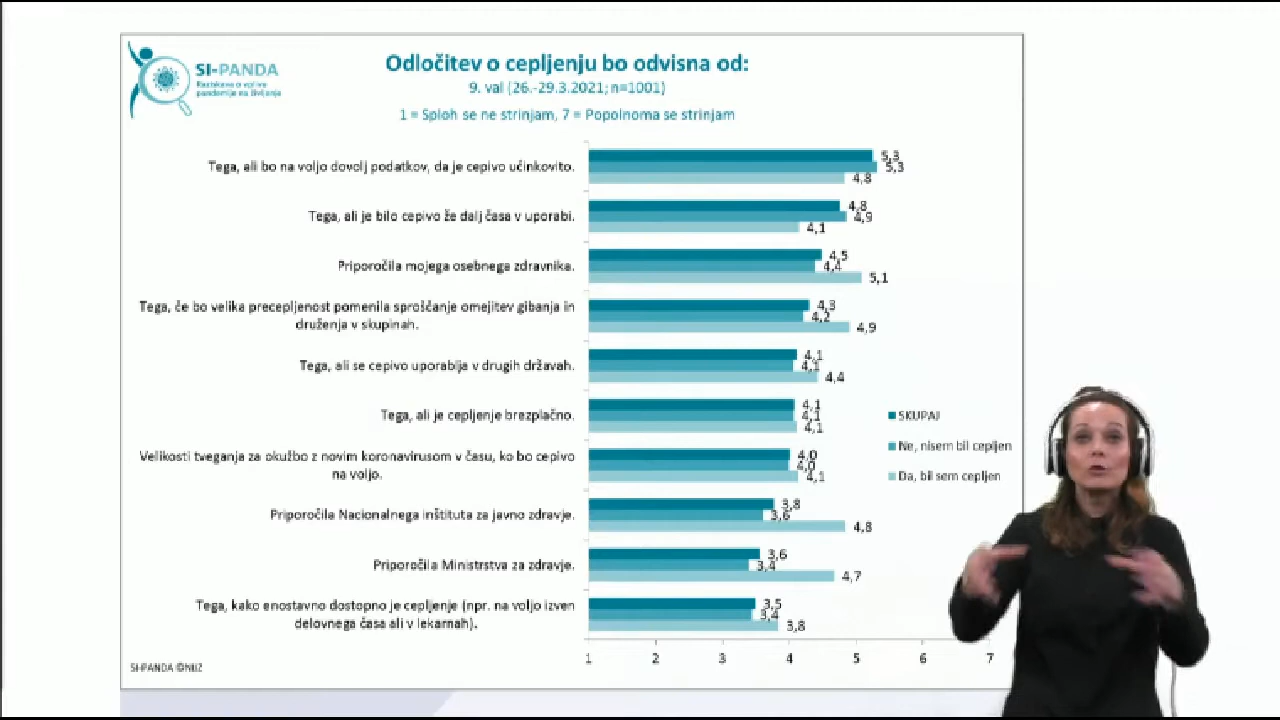 SI-PANDA
Raziskava o vplivu
pandemije na življenje
Odločitev o cepljenju bo odvisna od:
9. val (26.-29.3.2021; n=1001)
1 = Sploh se ne strinjam, 7 = Popolnoma se strinjam
Tega, ali bo na voljo dovolj podatkov, da je cepivo učinkovito.
5,3
5,3
4,8
Tega, ali je bilo cepivo že dalj časa v uporabi.
4,8
4,9
4,1
Priporočila mojega osebnega zdravnika.
4,5
4,4
5,1
Tega, če bo velika precepljenost pomenila sproščanje omejitev gibanja in
druženja v skupinah.
4,3
4,2
4,9
Tega, ali se cepivo uporablja v drugih državah.
4,1
4,1
4,4
Tega, ali je cepljenje brezplačno.
4,1
4,1
4,1
Velikosti tveganja za okužbo z novim koronavirusom v času, ko bo cepivo
na voljo.
4,0
4,0
4,1
Priporočila Nacionalnega inštituta za javno zdravje.
3,8
3,6
4,8
Priporočila Ministrstva za zdravje.
3,6
3,4
4,7
Tega, kako enostavno dostopno je cepljenje (npr. na voljo izven
delovnega časa ali v lekarnah).
3,5
3,4
3,8
SKUPAJ
Ne, nisem bil cepljen
Da, bil sem cepljen
1 2 3 4 5 6 7
SI-PANDA ©NIJZ